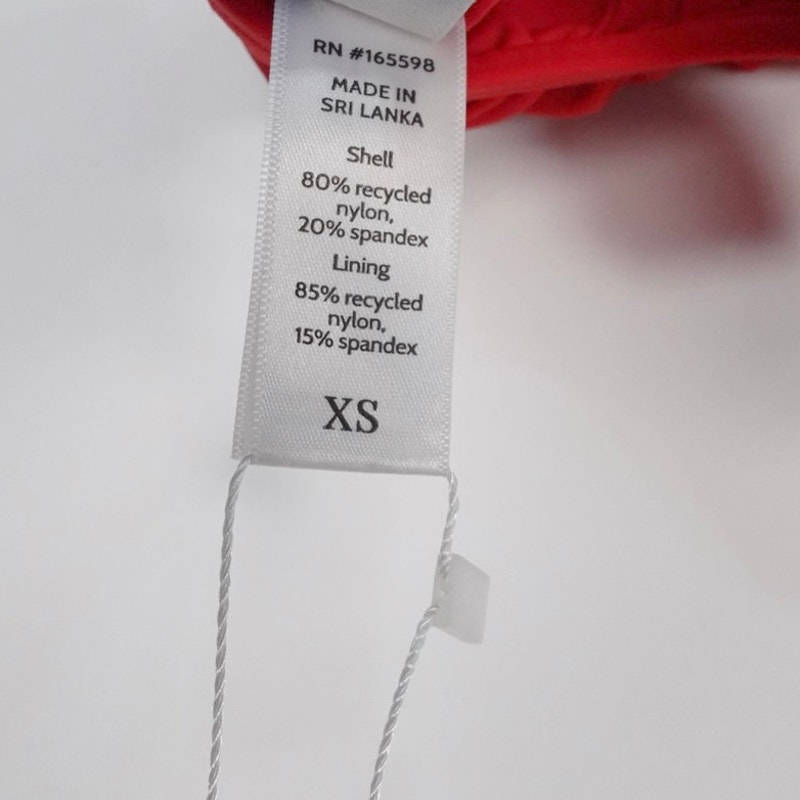 RN #165598
MADE IN
SRI LANKA
Shell
80% recycled
nylon,
20% spandex
Lining
85% recycled
nylon,
15% spandex
XS